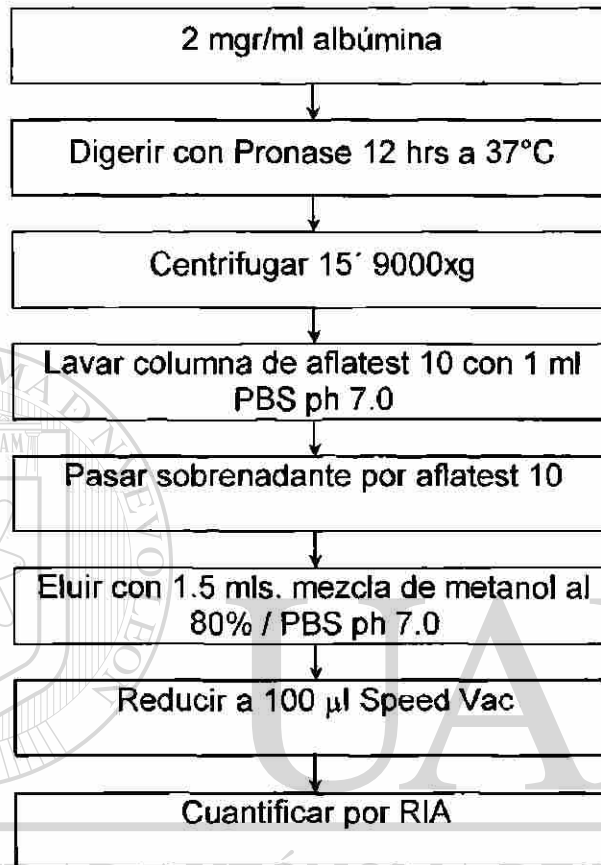 2 mgr/ml albúmina
Digerir con Pronase 12 hrs a 37°C
Centrifugar 15´ 9000xg
Lavar columna de aflatest 10 con 1 ml
PBS ph 7.0
Pasar sobrenadante por aflatest 10
Eluir con 1.5 mls. mezcla de metanol al
80% / PBS ph 7.0
Reducir a 100 μl Speed Vac
Cuantificar por RIA